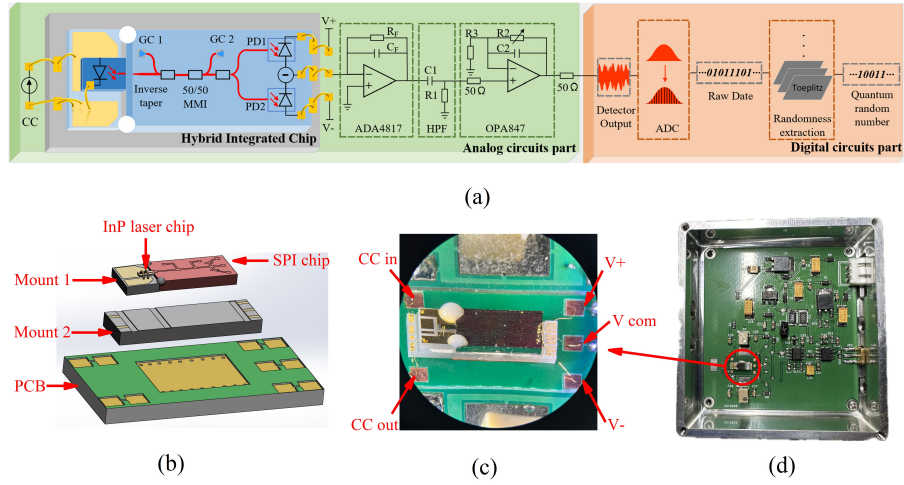 GC 1
GC 2
PD1
V+
Inverse
taper
50/50
MMI
PD2
V-
CC
Hybrid Integrated Chip
R_F
C_F
ADA4817
C1
R1
HPF
R3
R2
C2
50 Ω
OPA847
50 Ω
Analog circuits part
Detector
Output
ADC
···01011101···
Raw Date
Toeplitz
Randomness
extraction
···10011···
Quantum
random
number
Digital circuits part
(a)
InP laser chip
SPI chip
Mount 1
Mount 2
PCB
(b)
CC in
V+
V com
CC out
V-
(c)
(d)